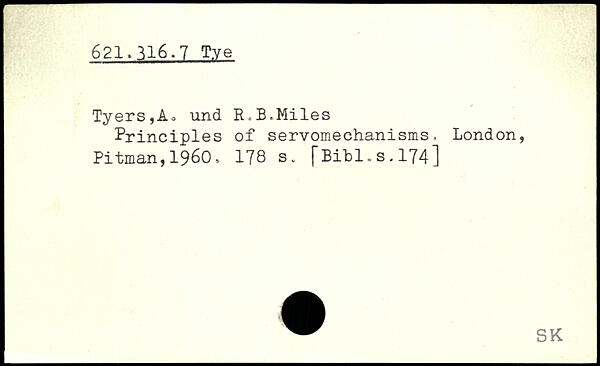 621.316.7 Tye
Tyers,A. und R.B.Miles
Principles of servomechanisms. London,
Pitman,1960. 178 s. [Bibl.s.174]
SK